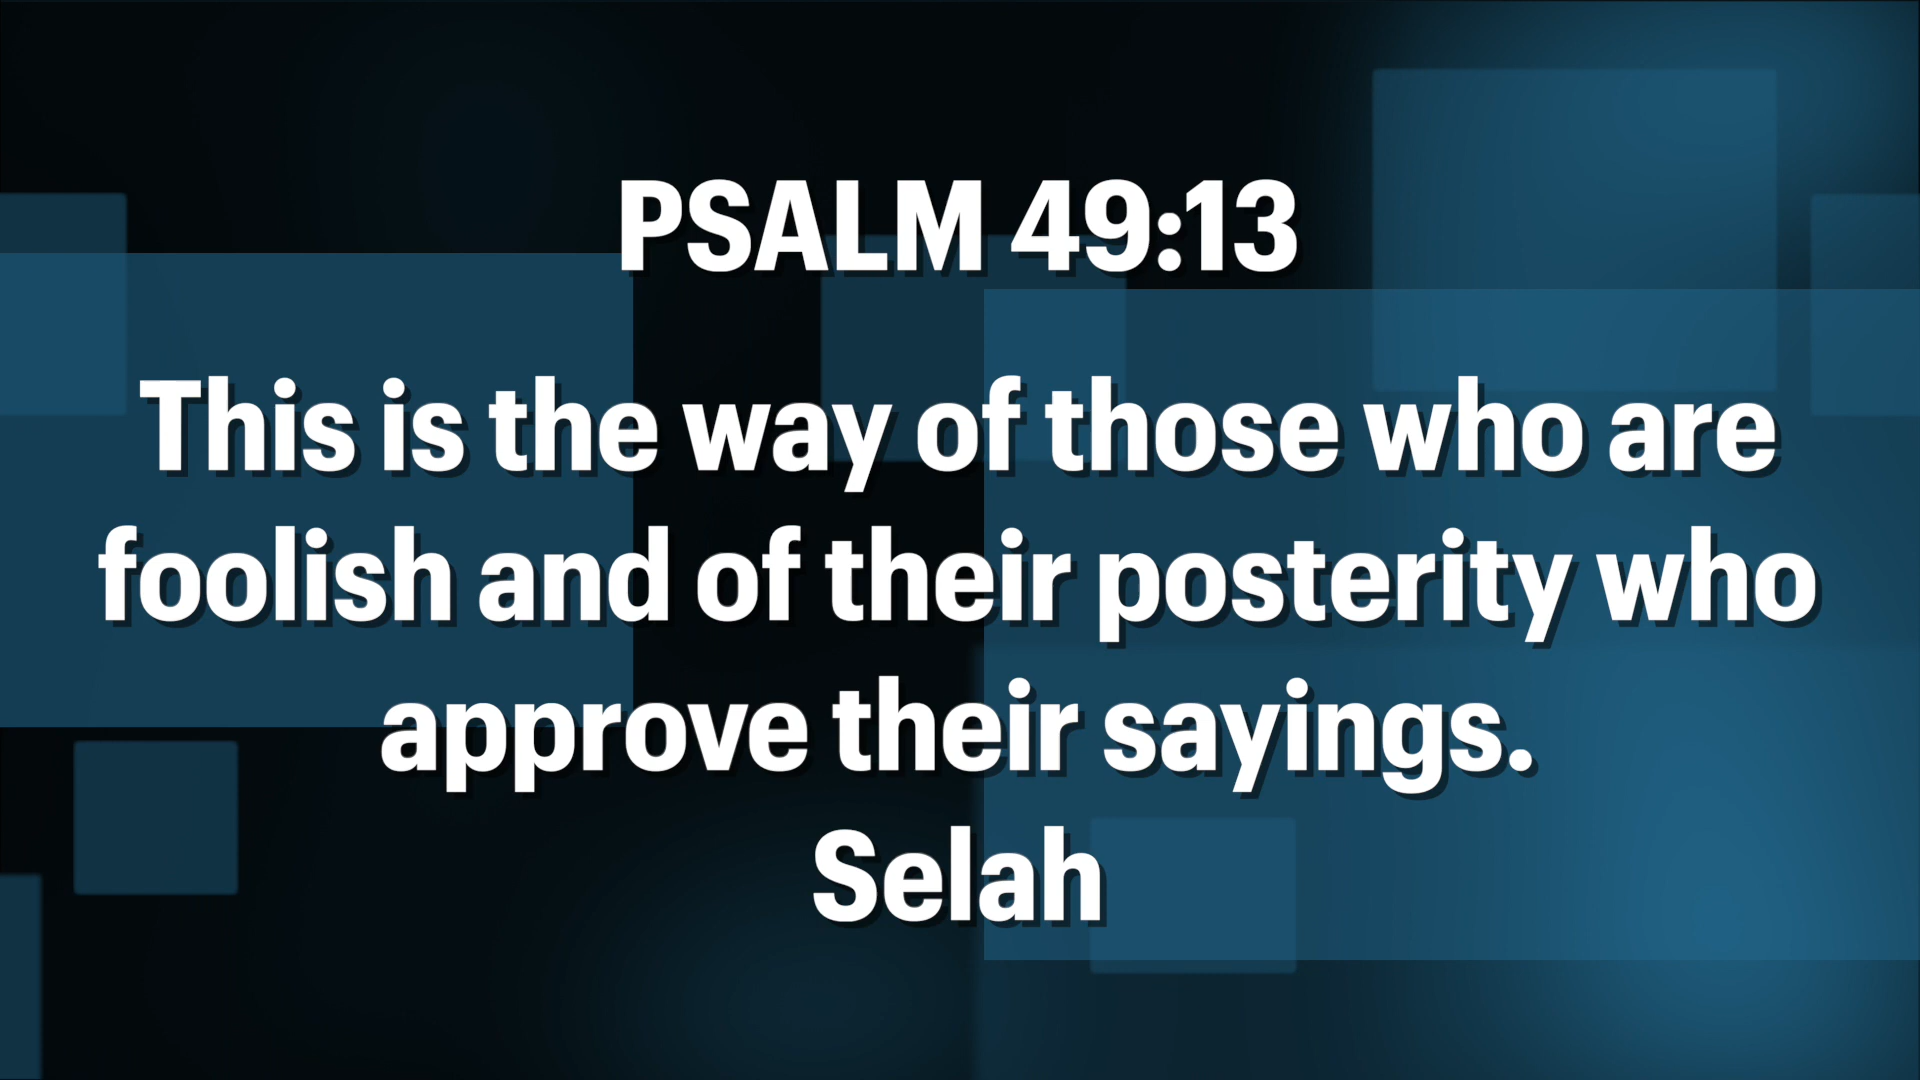 PSALM 49:13
This is the way of those who are
foolish and of their posterity who
approve their sayings.
Selah